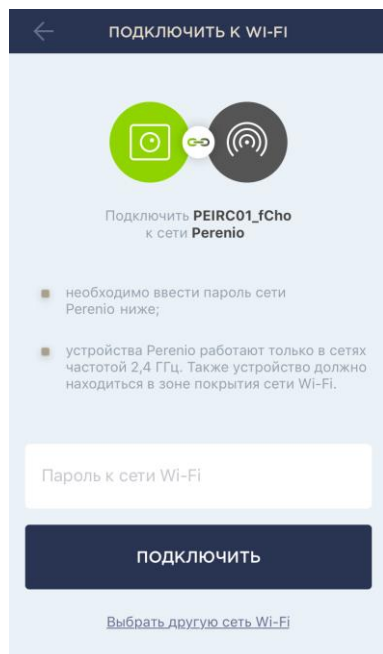 ПОДКЛЮЧИТЬ К WI-FI
Подключить PEIRC01_fCho
к сети Perenio
необходимо ввести пароль сети
Perenio ниже;
устройства Perenio работают только в сетях
частотой 2,4 ГГц. Также устройство должно
находиться в зоне покрытия сети Wi-Fi.
Пароль к сети Wi-Fi
ПОДКЛЮЧИТЬ
Выбрать другую сеть Wi-Fi